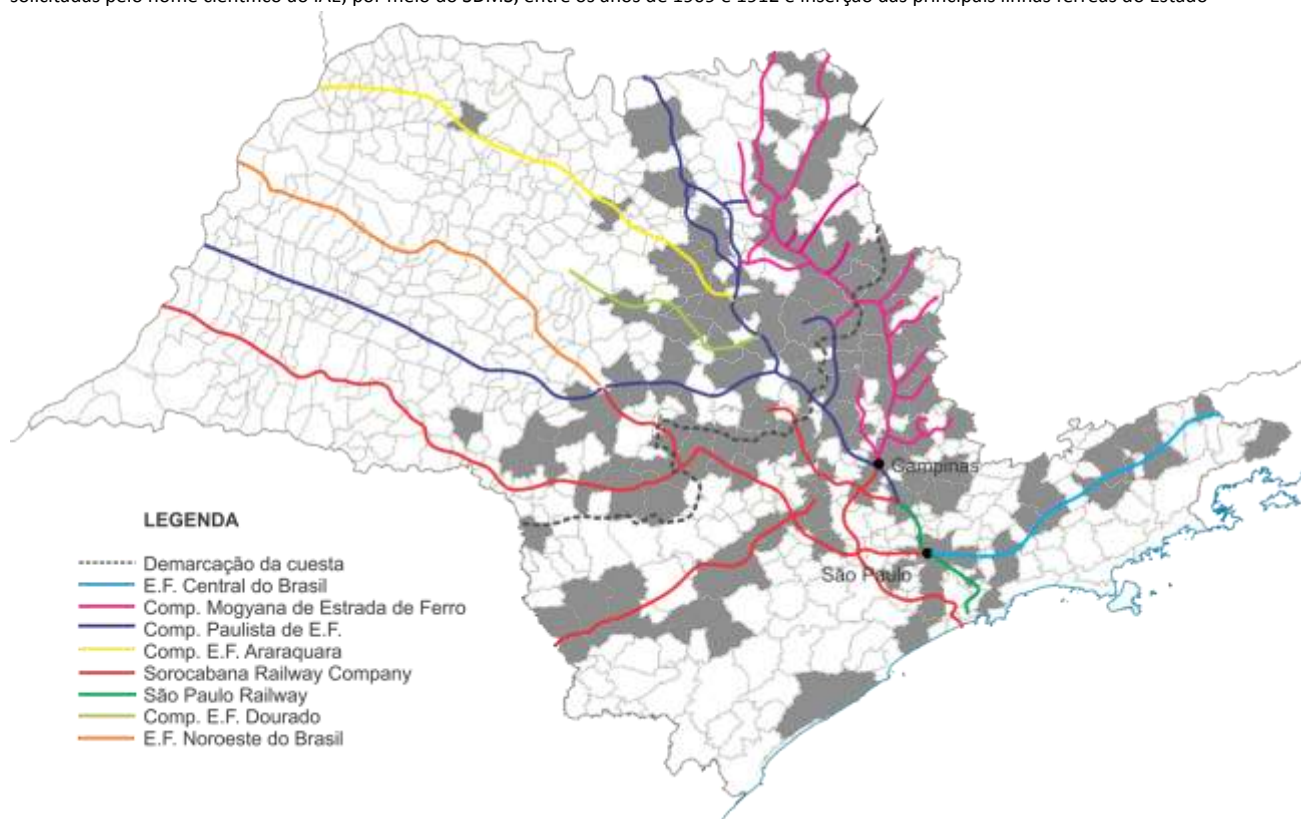 solicitadas pelo nome científico ao IAE, por meio do SDMS, entre os anos de 1909 e 1912 e inserção das principais linhas férreas do Estado
Campinas
São Paulo
LEGENDA
Demarcação da cuesta
E.F. Central do Brasil
Comp. Mogyana de Estrada de Ferro
Comp. Paulista de E.F.
Comp. E.F. Araraquara
Sorocabana Railway Company
São Paulo Railway
Comp. E.F. Dourado
E.F. Noroeste do Brasil